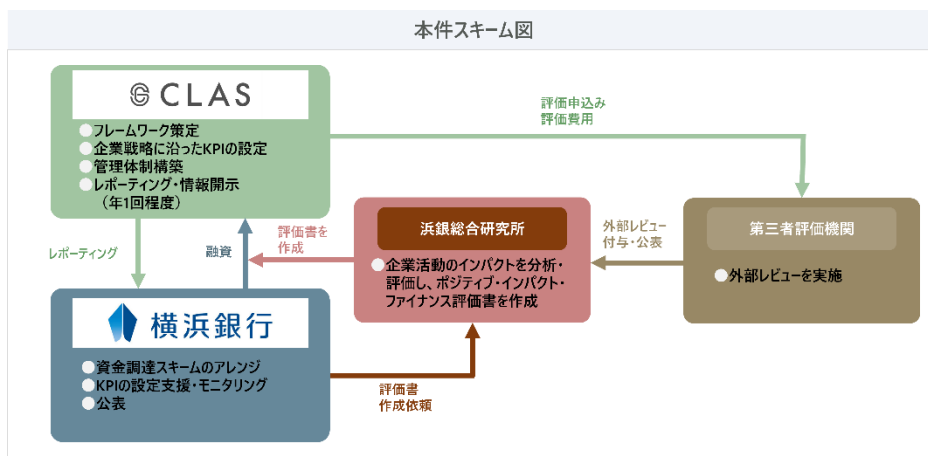 本件スキーム図
CLAS
●フレームワーク策定
●企業戦略に沿ったKPIの設定
●管理体制構築
●レポーティング・情報開示
(年1回程度)
評価申込み
評価費用
レポーティング
融資
評価書を
作成
浜銀総合研究所
●企業活動のインパクトを分析・
評価し、ポジティブ・インパクト・
ファイナンス評価書を作成
外部レビュー
付与・公表
第三者評価機関
●外部レビューを実施
横浜銀行
●資金調達スキームのアレンジ
●KPIの設定支援・モニタリング
●公表
評価書
作成依頼